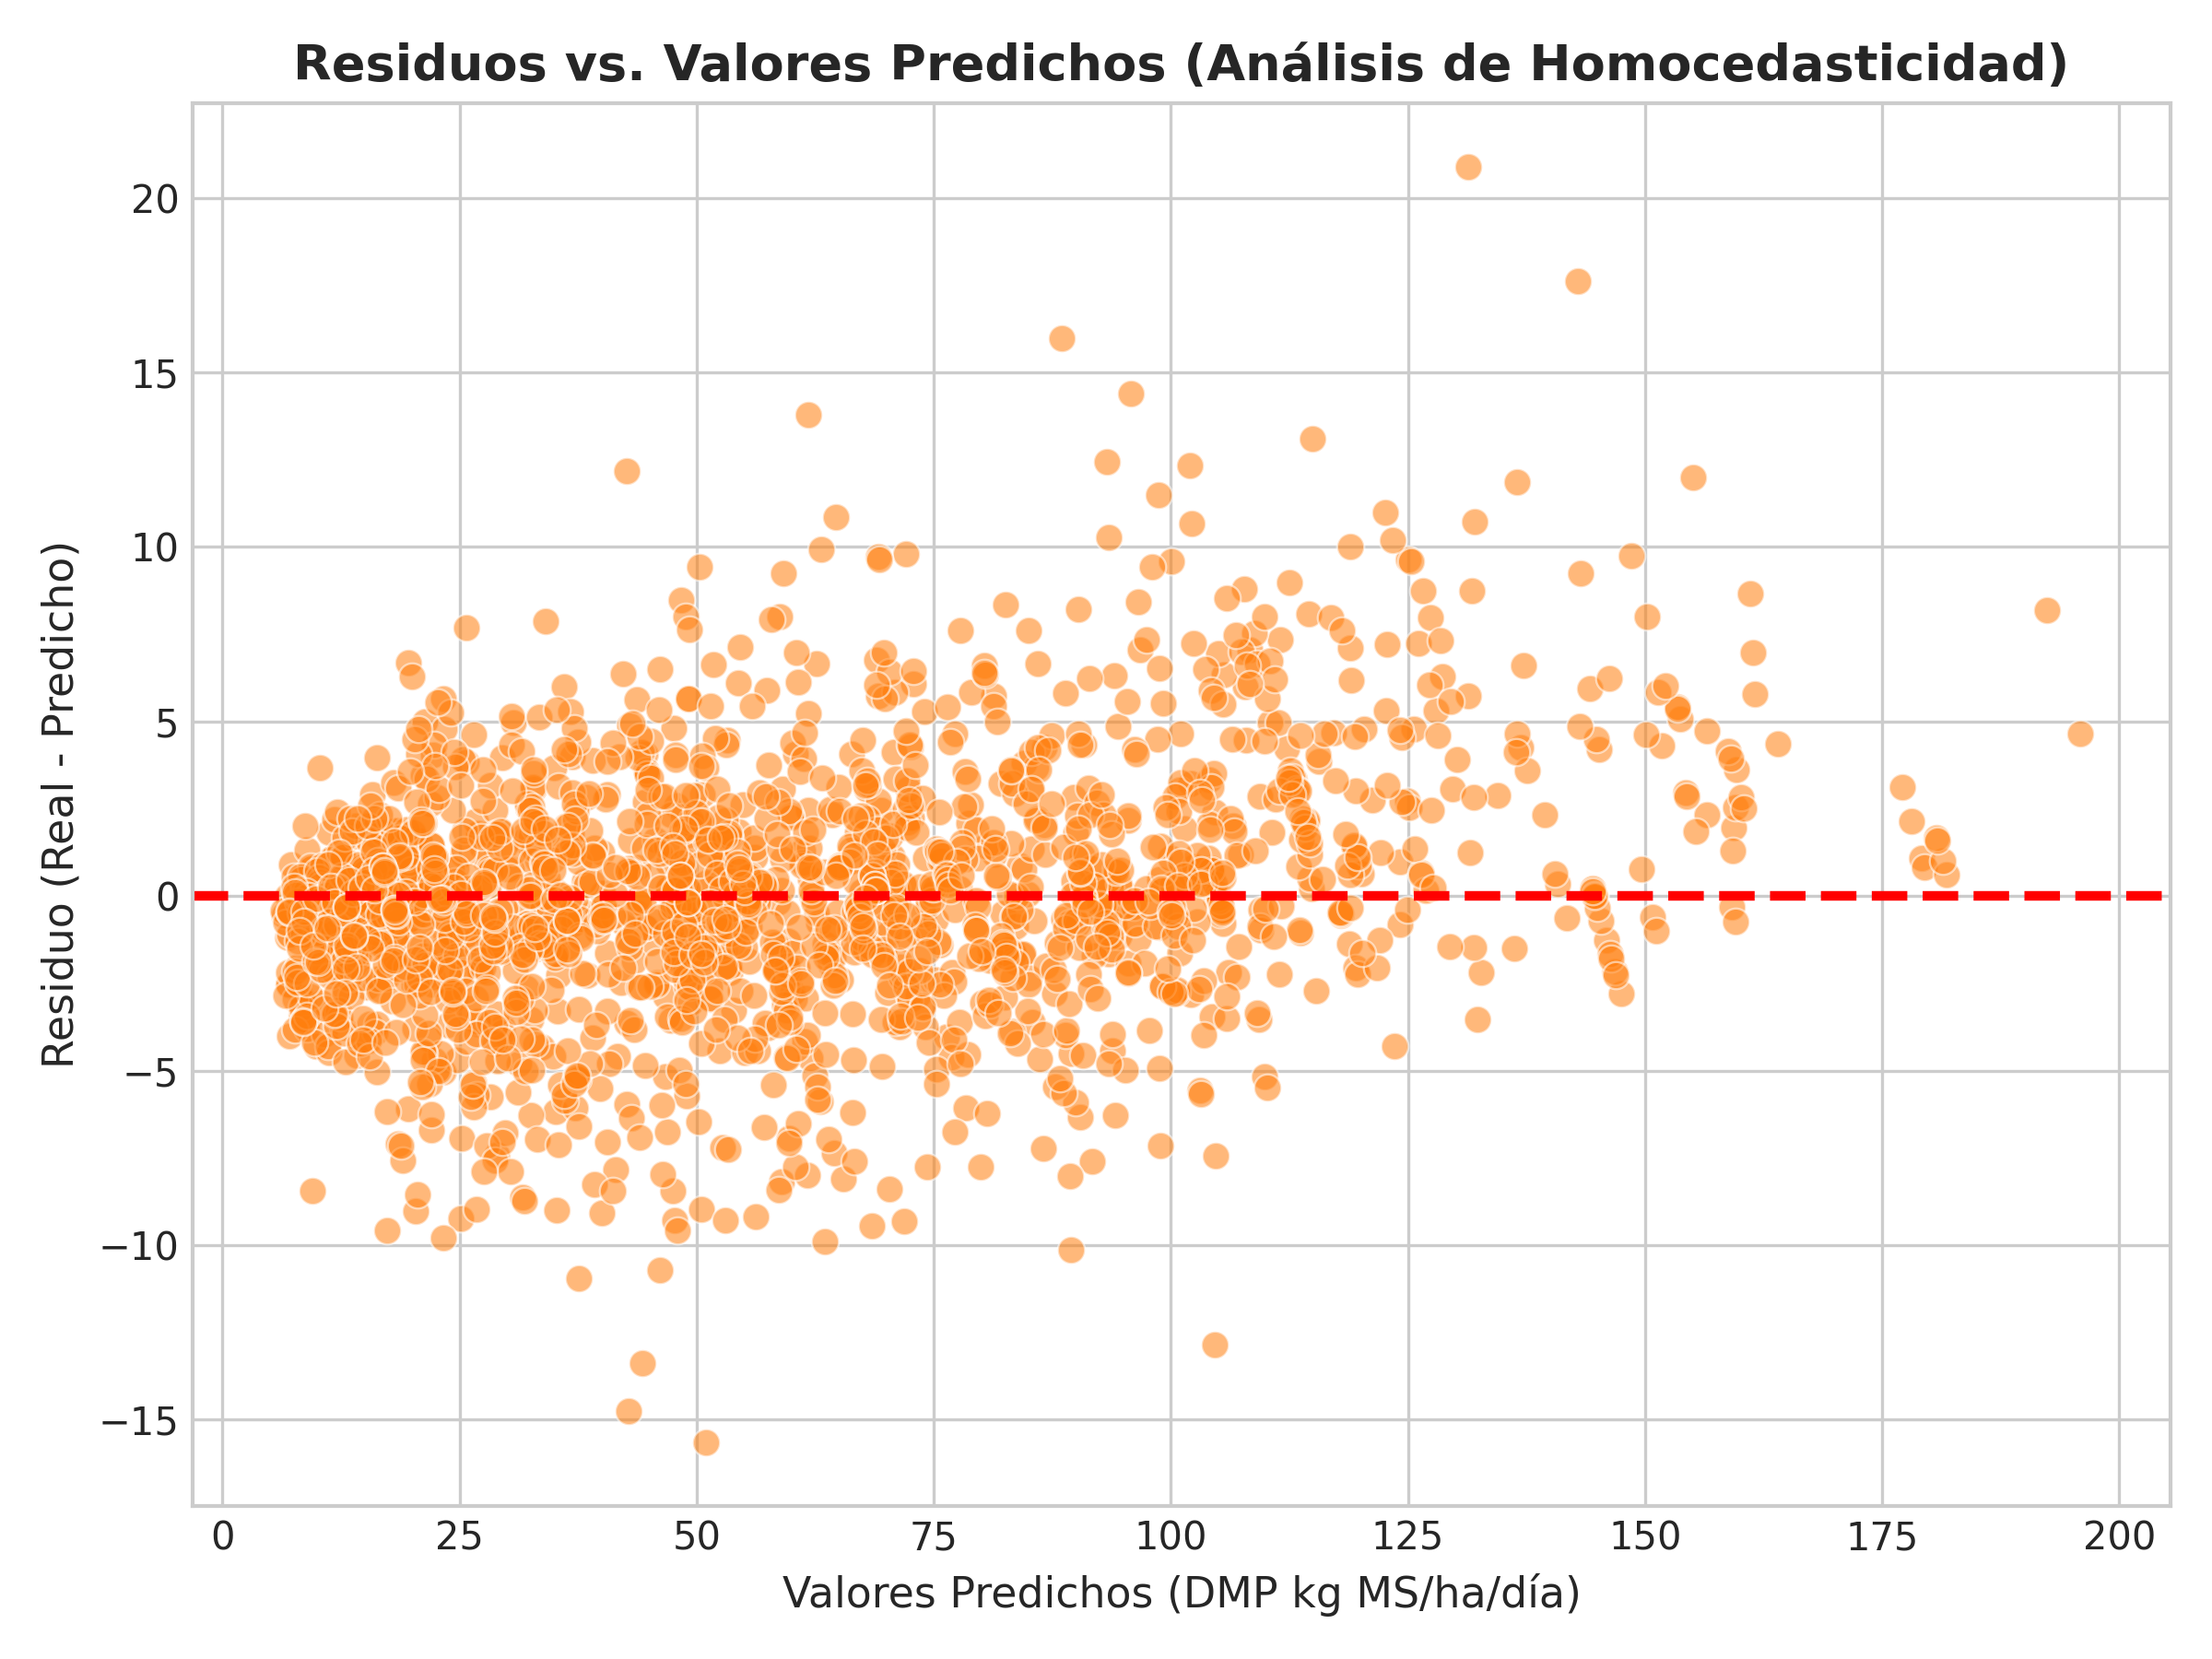 Residuos vs. Valores Predichos (Análisis de Homocedasticidad)
20
15
10
5
0
−5
−10
−15
Residuo (Real - Predicho)
0 25 50 75 100 125 150 175 200
Valores Predichos (DMP kg MS/ha/día)